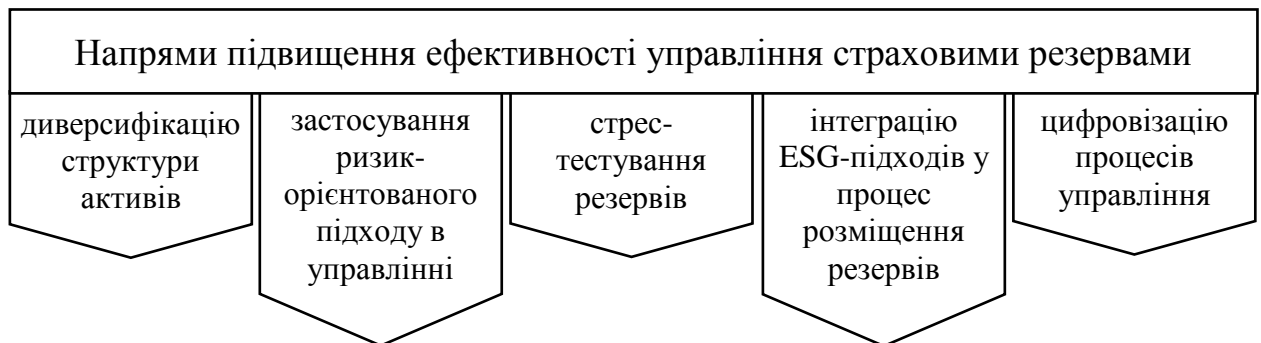 Напрями підвищення ефективності управління страховими резервами
диверсифікацію
структури
активів
застосування
ризик-
орієнтованого
підходу в
управлінні
стрес-
тестування
резервів
інтеграцію
ESG-підходів у
процес
розміщення
резервів
цифровізацію
процесів
управління